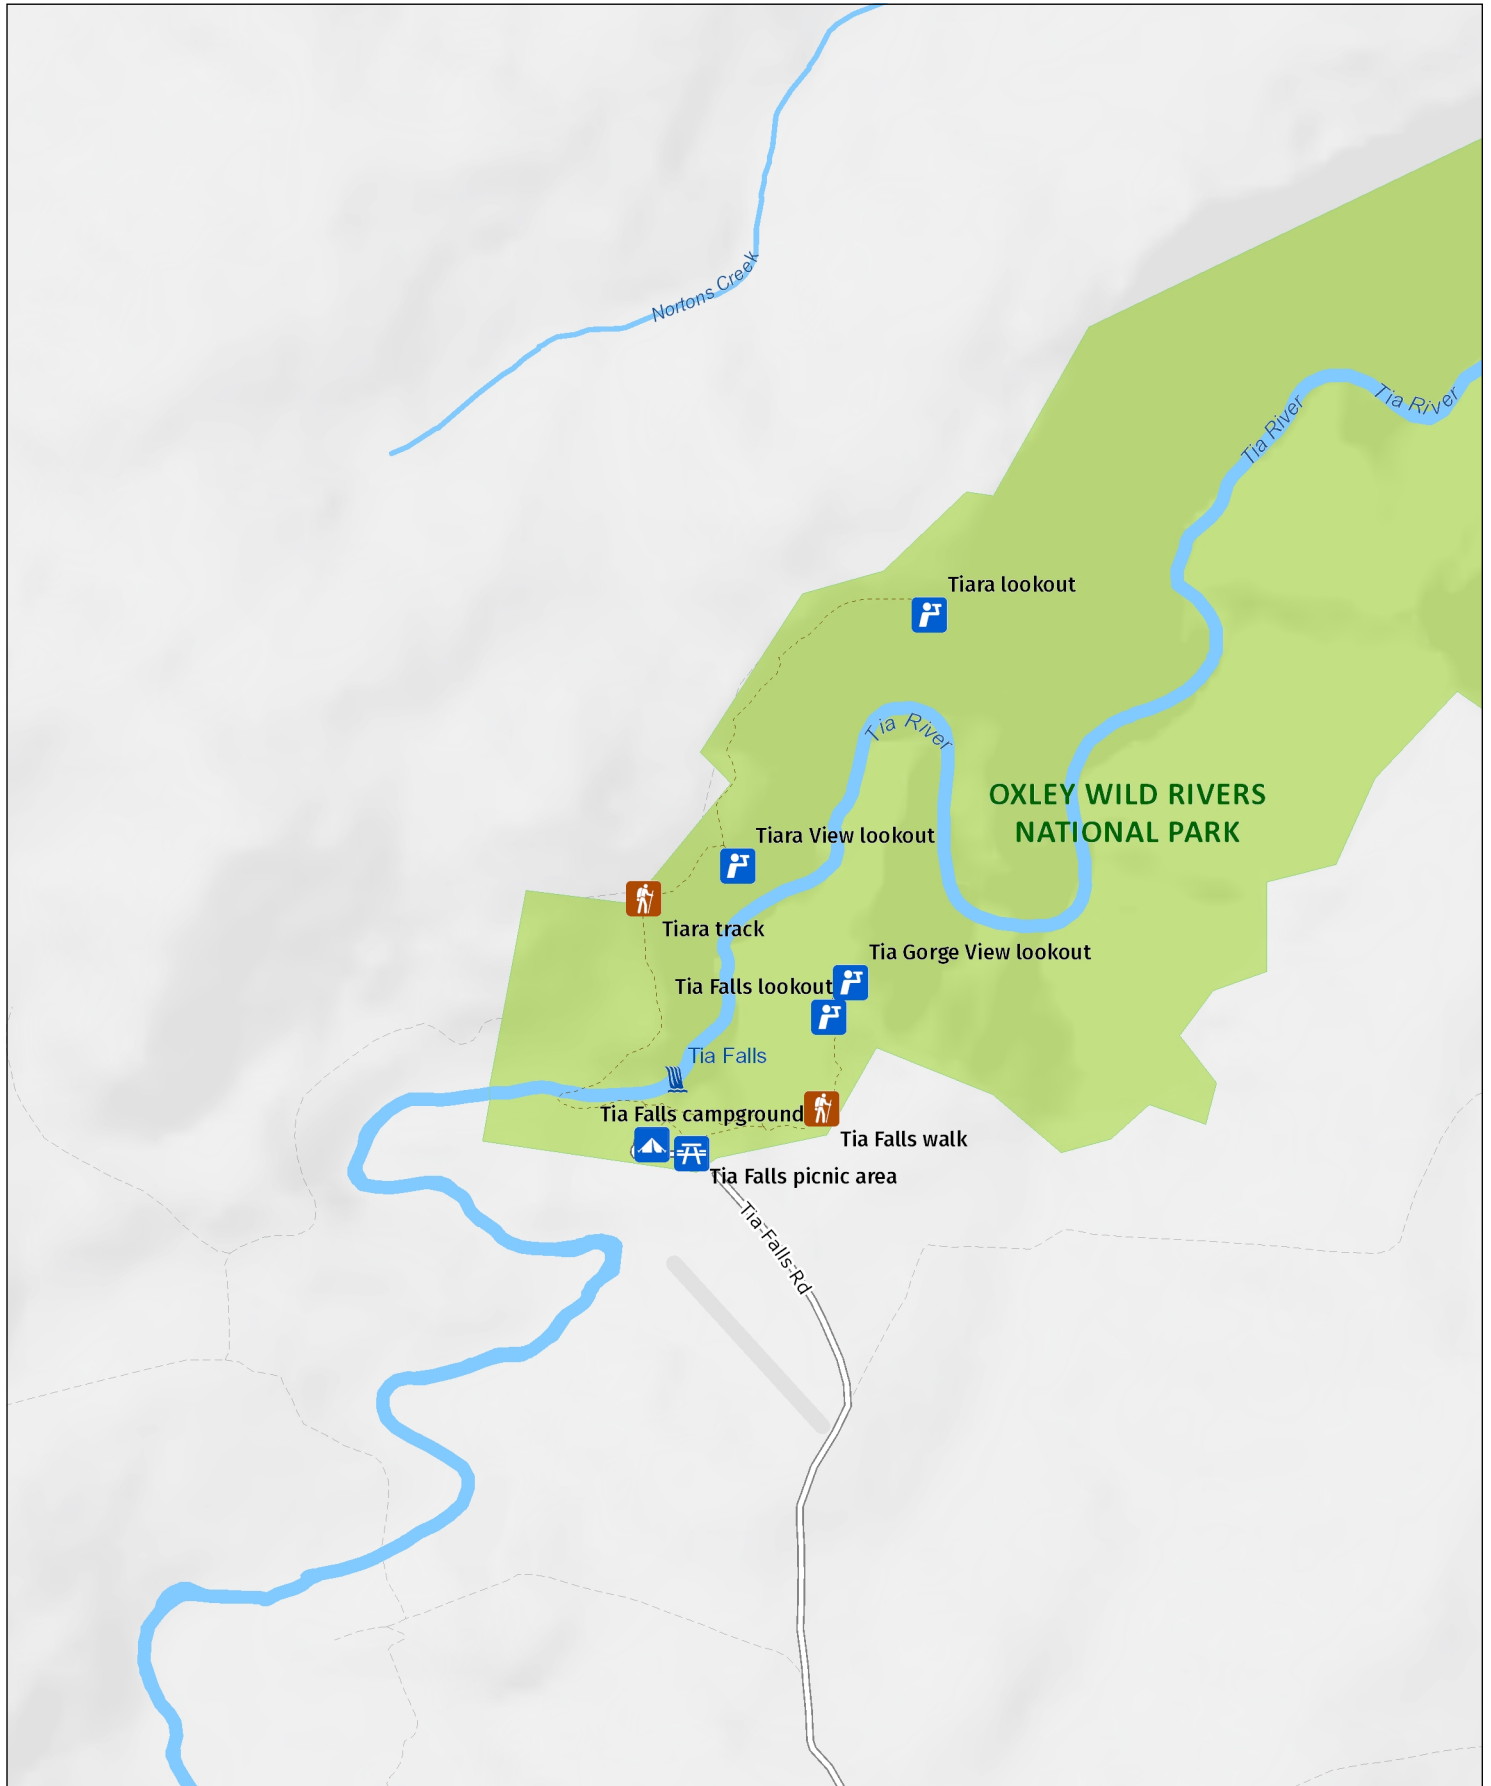 Nortons Creek
Tia River
Tia River
Tiara lookout
Tia River
OXLEY WILD RIVERS
NATIONAL PARK
Tiara View lookout
Tiara track
Tia Gorge View lookout
Tia Falls lookout
Tia Falls
Tia Falls campground
Tia Falls walk
Tia Falls picnic area
Tia-Falls-Rd